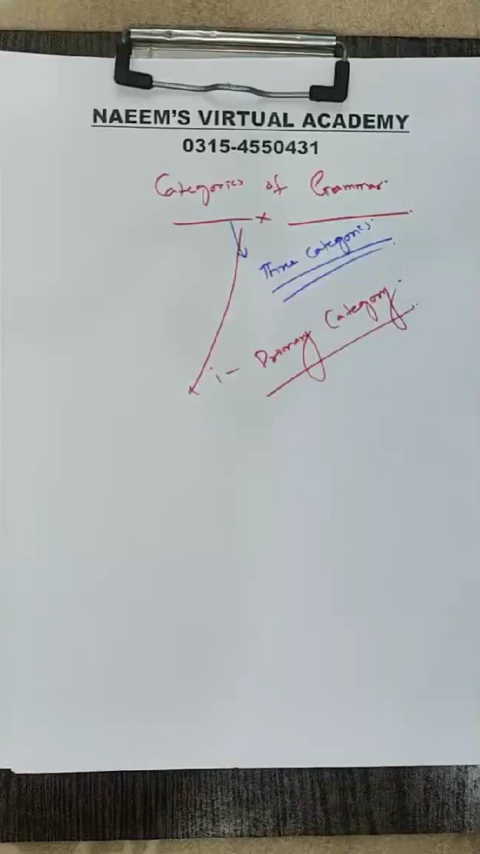 NAEEM'S VIRTUAL ACADEMY
0315-4550431
Categories of Grammar.
Three Categories.
i- Primary Category.